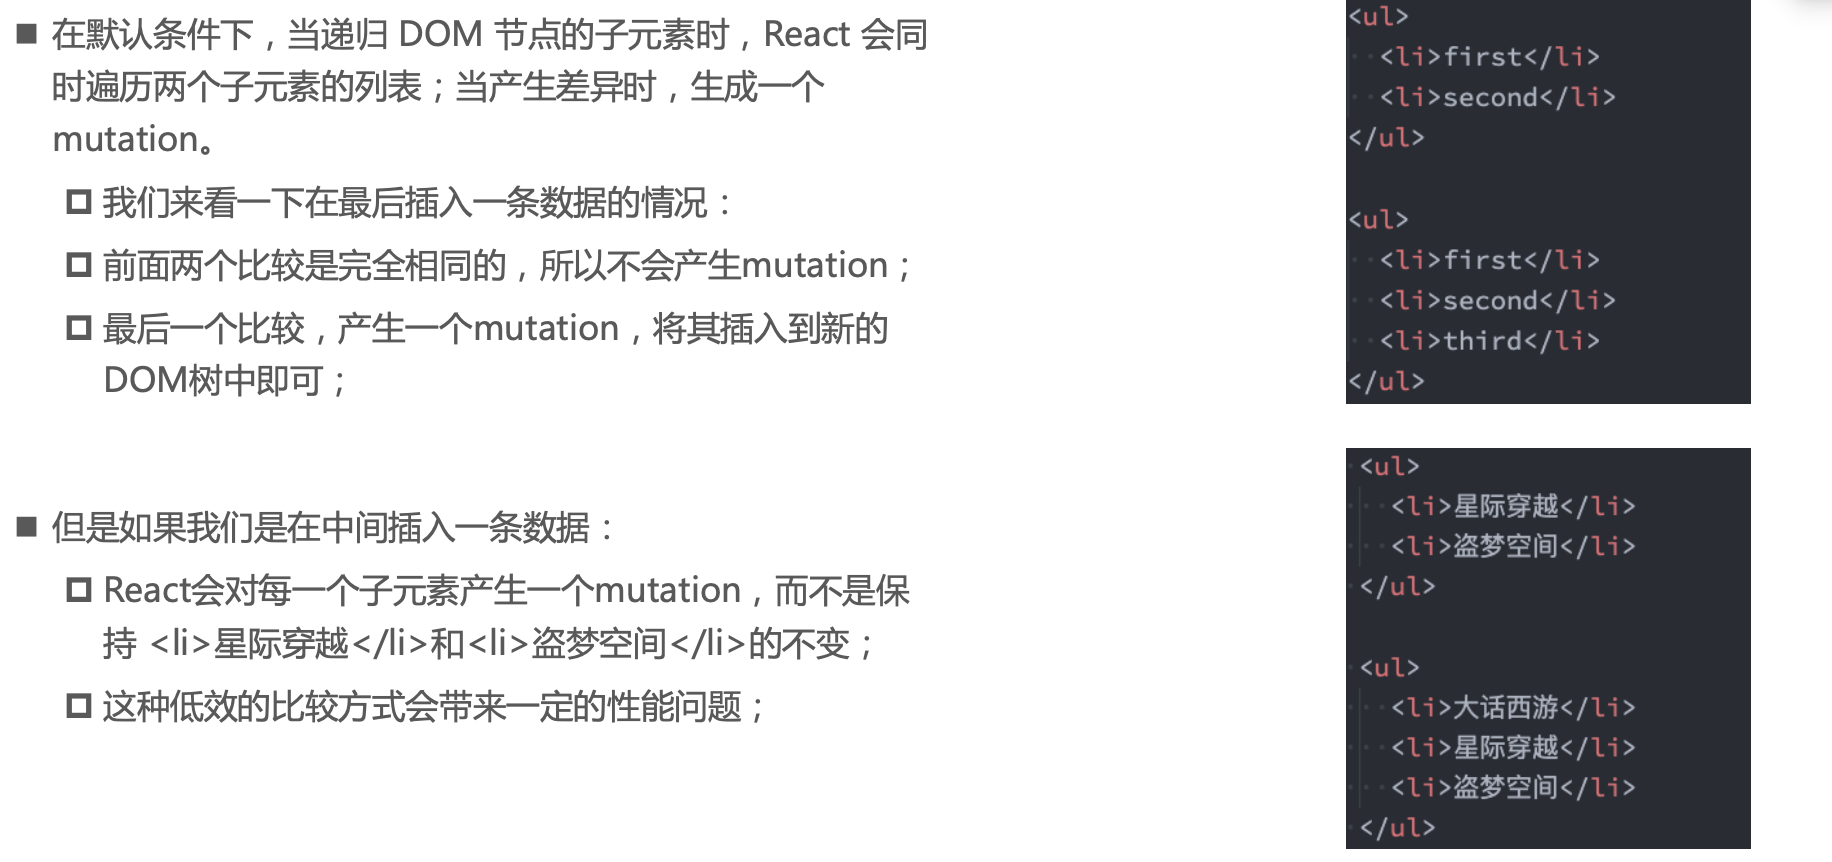 ■ 在默认条件下，当递归 DOM 节点的子元素时，React 会同
时遍历两个子元素的列表；当产生差异时，生成一个
mutation。
我们来看一下在最后插入一条数据的情况：
前面两个比较是完全相同的，所以不会产生mutation；
最后一个比较，产生一个mutation，将其插入到新的
DOM树中即可；
<ul>
<li>first</li>
<li>second</li>
</ul>
<ul>
<li>first</li>
<li>second</li>
<li>third</li>
</ul>
■ 但是如果我们是在中间插入一条数据：
React会对每一个子元素产生一个mutation，而不是保
持 <li>星际穿越</li>和<li>盗梦空间</li>的不变；
这种低效的比较方式会带来一定的性能问题；
<ul>
<li>星际穿越</li>
<li>盗梦空间</li>
</ul>
<ul>
<li>大话西游</li>
<li>星际穿越</li>
<li>盗梦空间</li>
</ul>